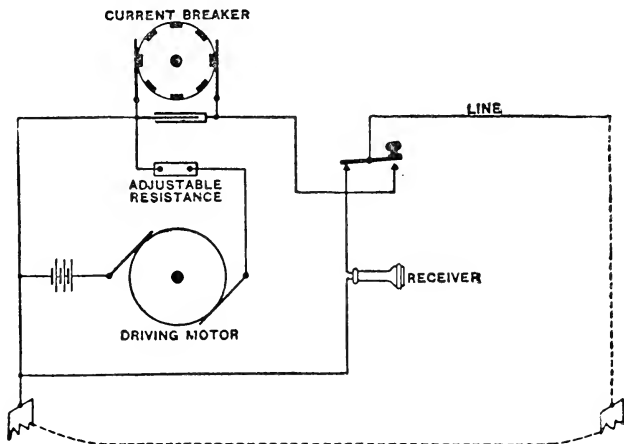 CURRENT BREAKER
LINE
ADJUSTABLE
RESISTANCE
RECEIVER
DRIVING MOTOR